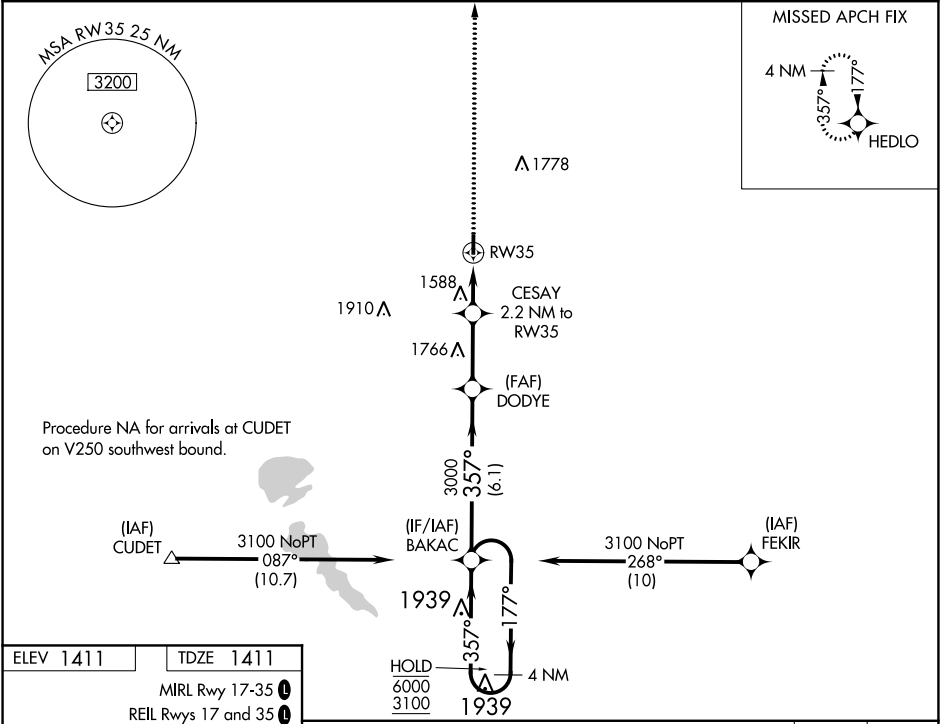 MSA RW35 25 NM
3200
MISSED APCH FIX
4 NM
357°
177°
HEDLO
1778
RW35
1588
CESAY
2.2 NM to
RW35
1910
1766
(FAF)
DODYE
Procedure NA for arrivals at CUDET
on V250 southwest bound.
3000
357°
(6.1)
(IAF)
CUDET
3100 NoPT
087°
(10.7)
(IF/IAF)
BAKAC
3100 NoPT
268°
(10)
(IAF)
FEKIR
1939
357°
177°
HOLD
6000
3100
4 NM
1939
ELEV 1411
TDZE 1411
MIRL Rwy 17-35 L
REIL Rwys 17 and 35 L